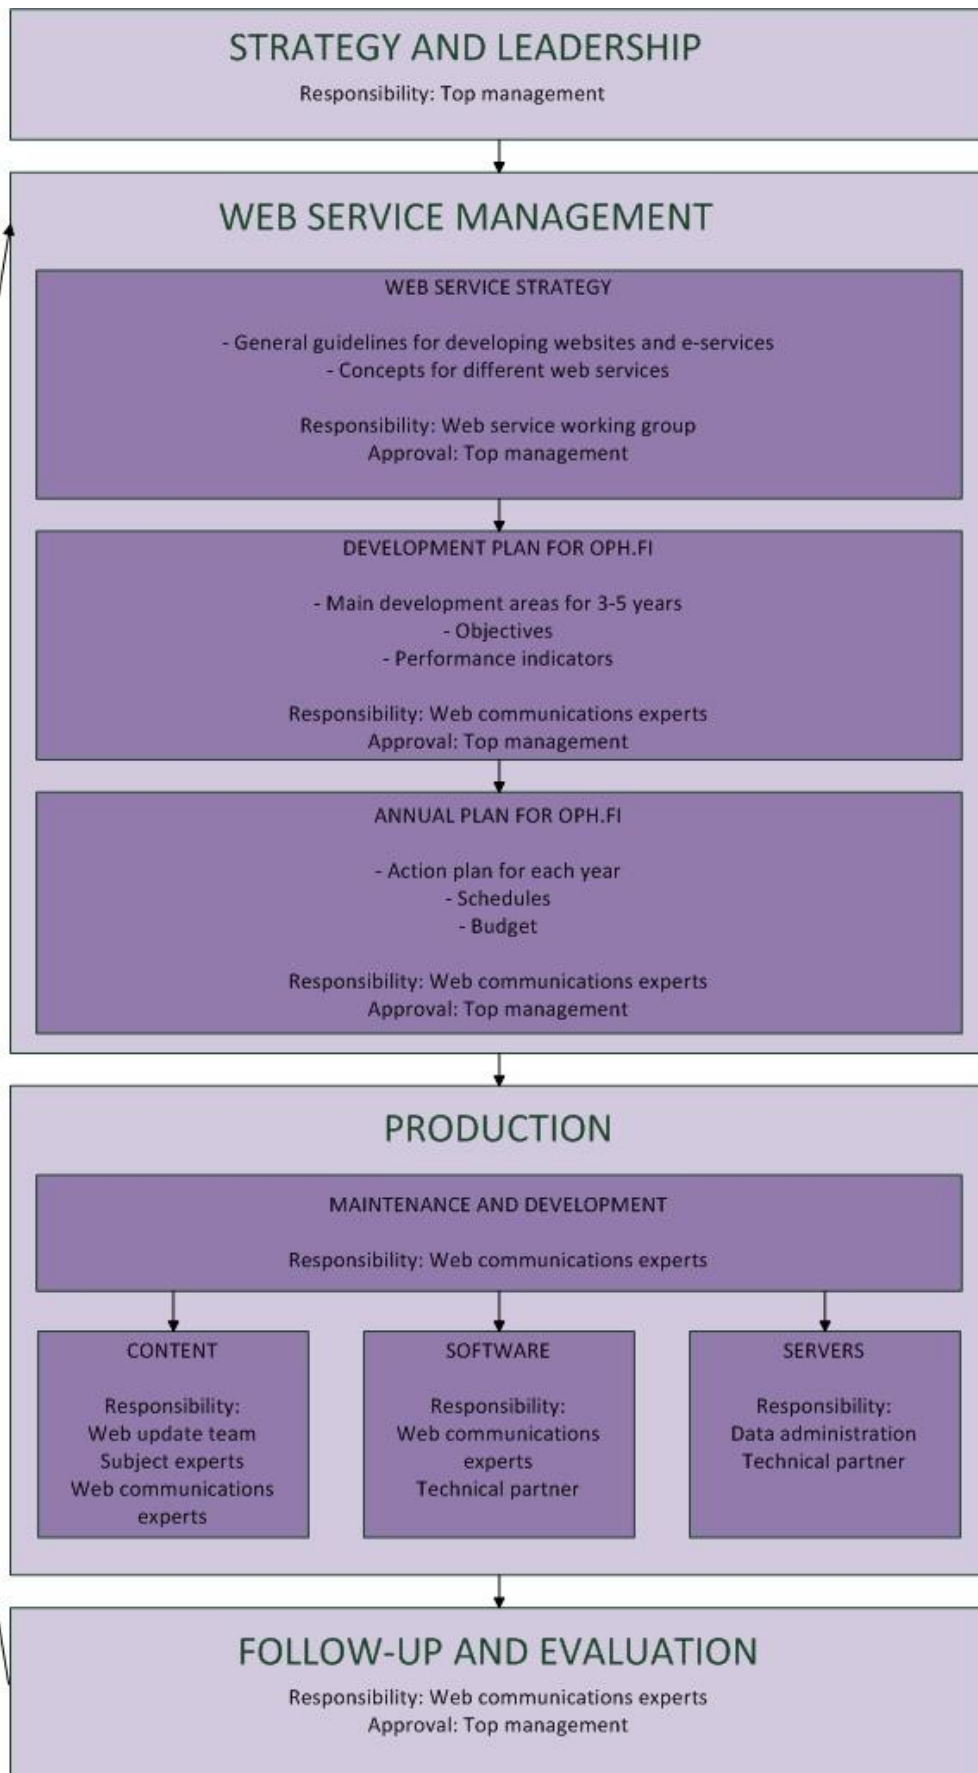 STRATEGY AND LEADERSHIP
Responsibility: Top management
WEB SERVICE MANAGEMENT
WEB SERVICE STRATEGY
- General guidelines for developing websites and e-services
- Concepts for different web services
Responsibility: Web service working group
Approval: Top management
DEVELOPMENT PLAN FOR OPH.FI
- Main development areas for 3-5 years
- Objectives
- Performance indicators
Responsibility: Web communications experts
Approval: Top management
ANNUAL PLAN FOR OPH.FI
- Action plan for each year
- Schedules
- Budget
Responsibility: Web communications experts
Approval: Top management
PRODUCTION
MAINTENANCE AND DEVELOPMENT
Responsibility: Web communications experts
CONTENT
Responsibility:
Web update team
Subject experts
Web communications
experts
SOFTWARE
Responsibility:
Web communications
experts
Technical partner
SERVERS
Responsibility:
Data administration
Technical partner
FOLLOW-UP AND EVALUATION
Responsibility: Web communications experts
Approval: Top management